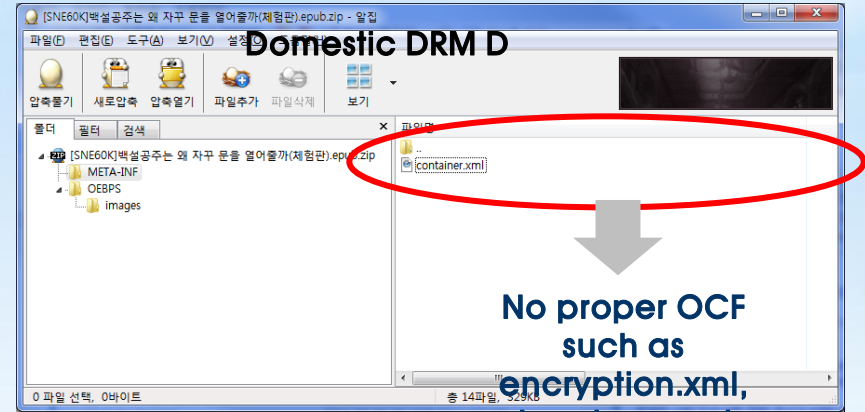 [SNE60K]백설공주는 왜 자꾸 문을 열어줄까(체험판).epub.zip - 알집
Domestic DRM D
파일(F) 편집(E) 도구(A) 보기(V)
압축풀기 새로압축 압축열기 파일추가 파일삭제 보기
폴더 필터 검색
파일명
[SNE60K]백설공주는 왜 자꾸 문을 열어줄까(체험판).epub.zip
..
container.xml
META-INF
OEBPS
images
No proper OCF
such as
encryption.xml,
0 파일 선택, 0바이트
총 14파일, 329KB